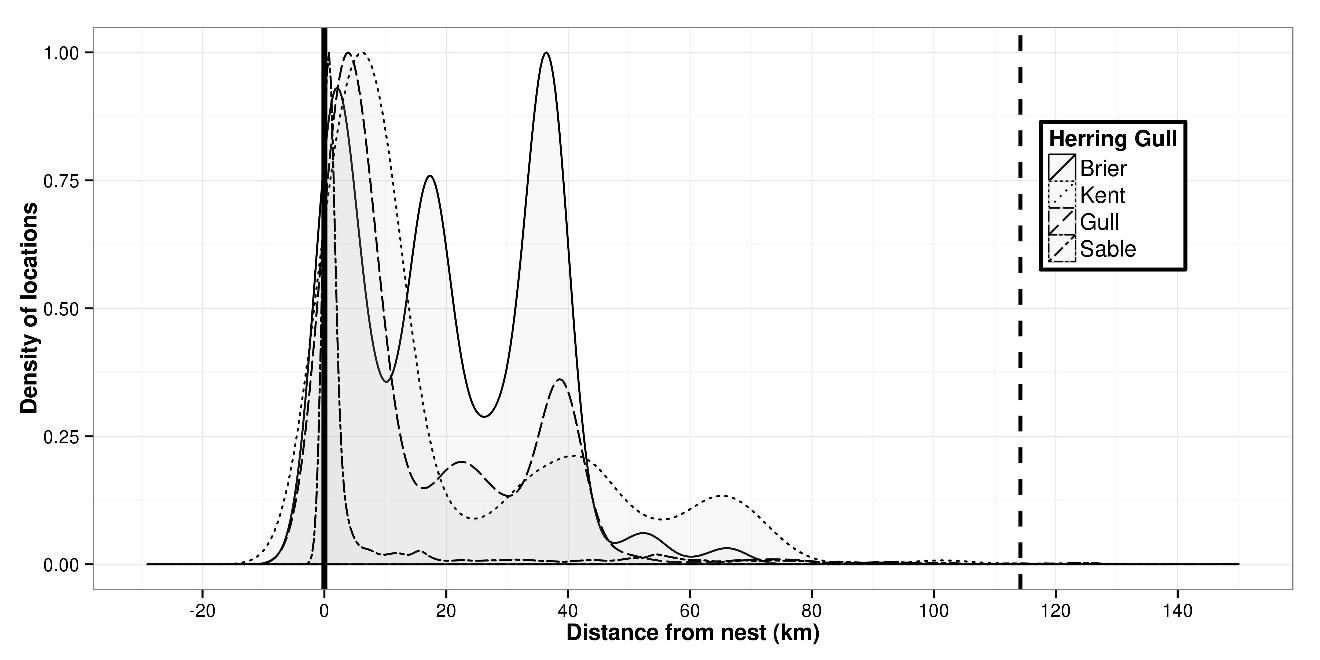 Density of locations
1.00
0.75
0.50
0.25
0.00
Herring Gull
Brier
Kent
Gull
Sable
-20 0 20 40 60 80 100 120 140
Distance from nest (km)